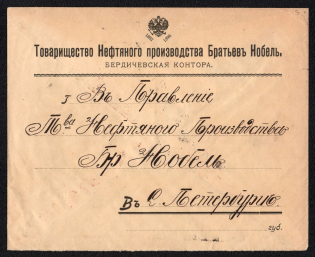 Товарищество Нефтяного производства Братьевъ Нобель.
БЕРДИЧЕВСКАЯ КОНТОРА.
Въ Правленіе
Т-ва Нефтяного Производства
Бр Нобель
Въ С Петербургъ
губ.